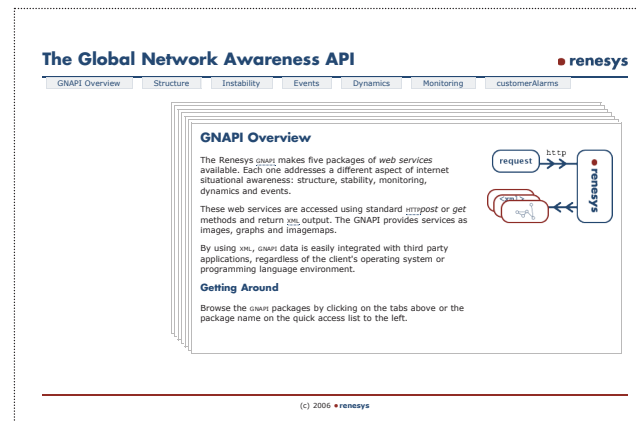 The Global Network Awareness API
renesys
GNAPI Overview
Structure
Instability
Events
Dynamics
Monitoring
customerAlarms
GNAPI Overview
The Renesys GNAPI makes five packages of web services
available. Each one addresses a different aspect of internet
situational awareness: structure, stability, monitoring,
dynamics and events.
These web services are accessed using standard HTTPpost or get
methods and return XML output. The GNAPI provides services as
images, graphs and imagemaps.
By using XML, GNAPI data is easily integrated with third party
applications, regardless of the client's operating system or
programming language environment.
Getting Around
Browse the GNAPI packages by clicking on the tabs above or the
package name on the quick access list to the left.
request
http
renesys
<xml>
(c) 2006 renesys